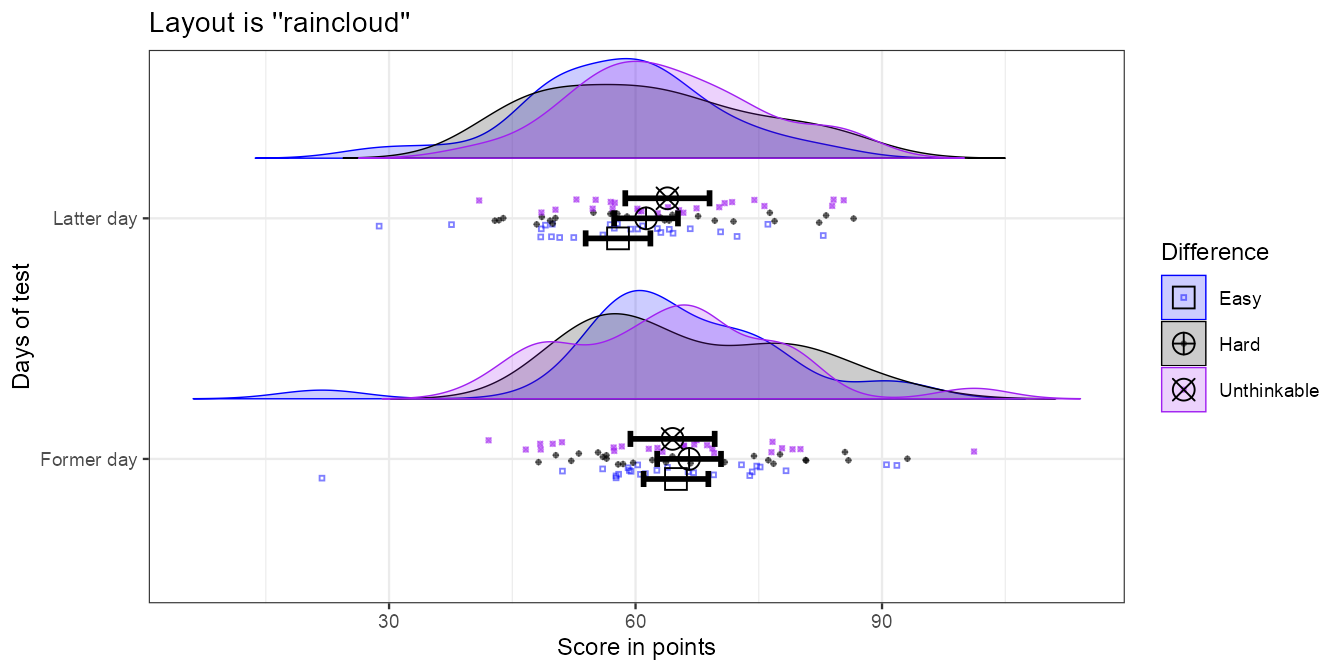 Layout is ''raincloud''
Days of test
Latter day
Former day
30
60
90
Score in points
Difference
Easy
Hard
Unthinkable